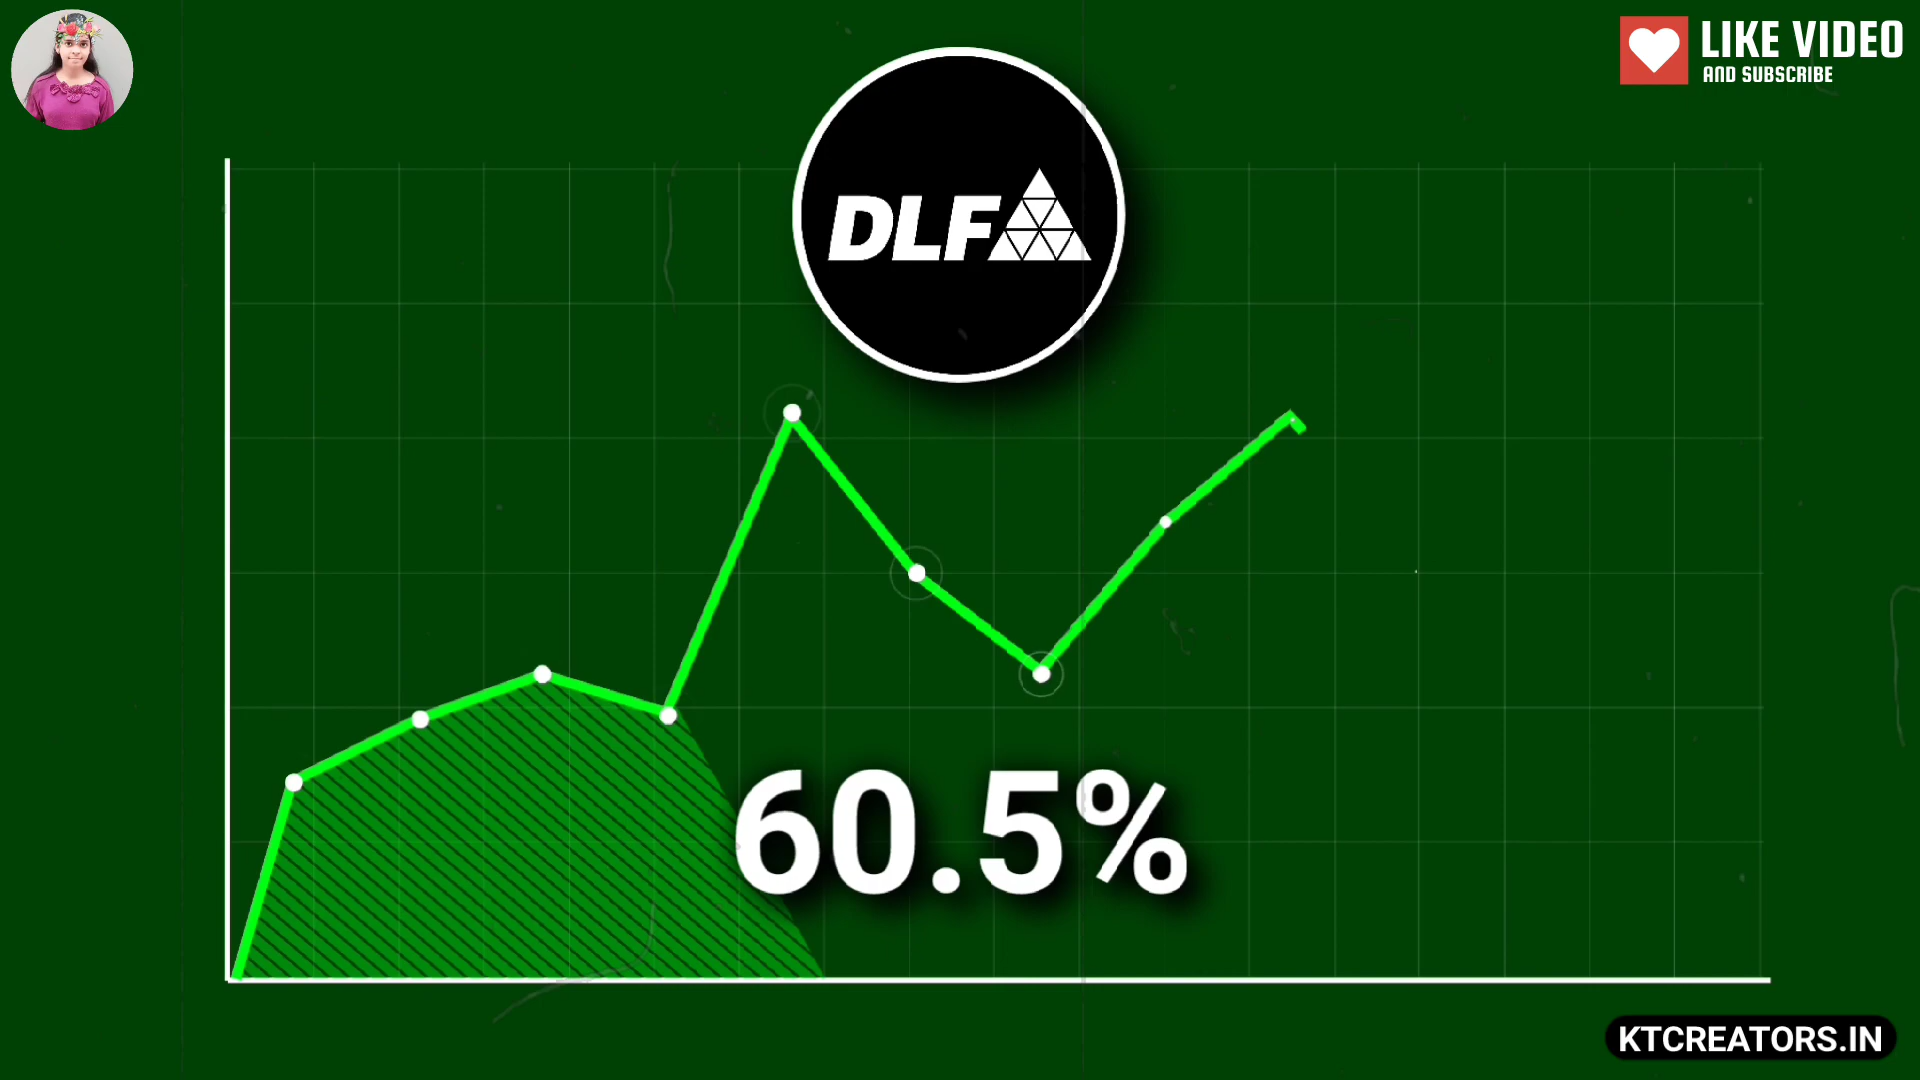 LIKE VIDEO
AND SUBSCRIBE
DLF
60.5%
KTCREATORS.IN